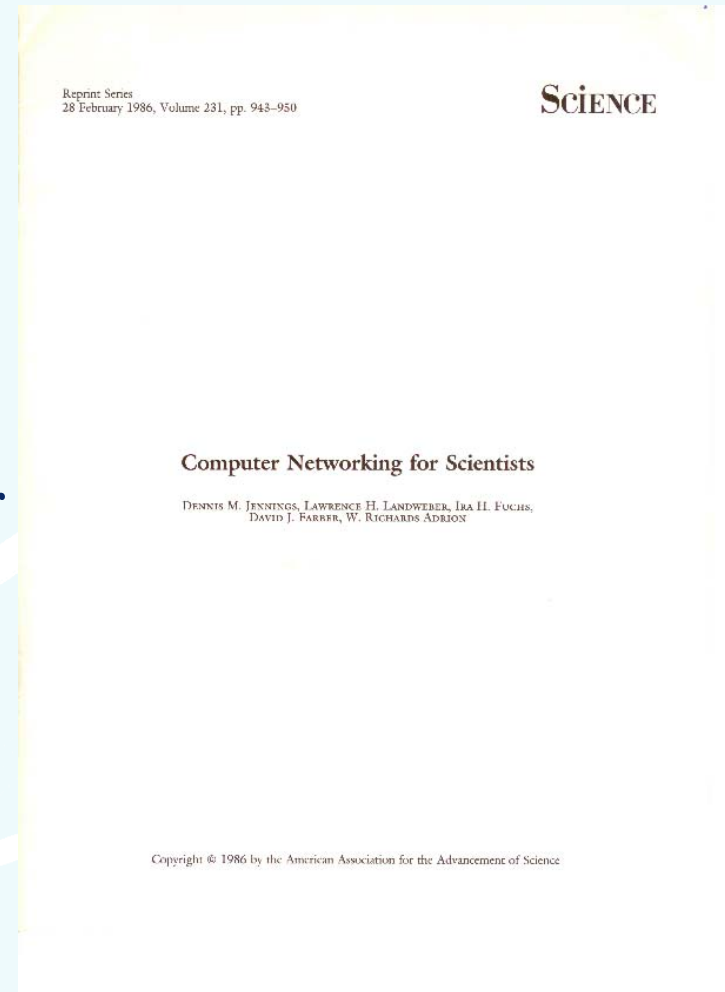 Reprint Series
28 February 1986, Volume 231, pp. 943–950
SCiENCE
Computer Networking for Scientists
DENNIS M. JENNINGS, LAWRENCE H. LANDWEBER, IRA H. FUCHS,
DAVID J. FARBER, W. RICHARDS ADRION
Copyright © 1986 by the American Association for the Advancement of Science